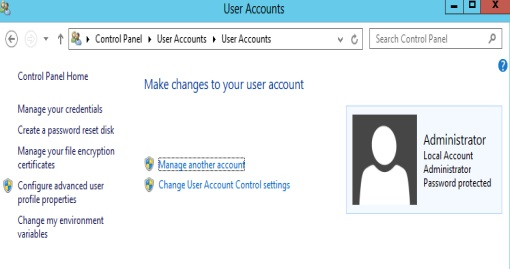 User Accounts
Control Panel User Accounts User Accounts
Search Control Panel
Control Panel Home
Manage your credentials
Create a password reset disk
Manage your file encryption
certificates
Configure advanced user
profile properties
Change my environment
variables
Make changes to your user account
Manage another account
Change User Account Control settings
Administrator
Local Account
Administrator
Password protected